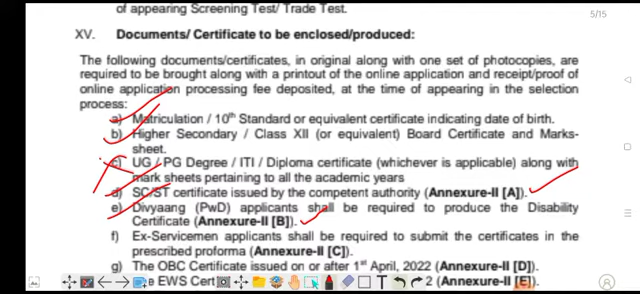 of appearing Screening Test/ Trade Test.
5/15
XV. Documents/ Certificate to be enclosed/produced:
The following documents/certificates, in original along with one set of photocopies, are
required to be brought along with a printout of the online application and receipt/proof of
online application processing fee deposited, at the time of appearing in the selection
process:
a) Matriculation / 10th Standard or equivalent certificate indicating date of birth.
b) Higher Secondary / Class XII (or equivalent) Board Certificate and Marks-
sheet.
c) UG / PG Degree / ITI / Diploma certificate (whichever is applicable) along with
mark sheets pertaining to all the academic years
d) SC/ST certificate issued by the competent authority (Annexure-II [A]).
e) Divyaang (PwD) applicants shall be required to produce the Disability
Certificate (Annexure-II [B]).
f) Ex-Servicemen applicants shall be required to submit the certificates in the
prescribed proforma (Annexure-II [C]).
g) The OBC Certificate issued on or after 1st April, 2022 (Annexure-II [D]).
e EWS Cert 2 (Annexure-II [E]).